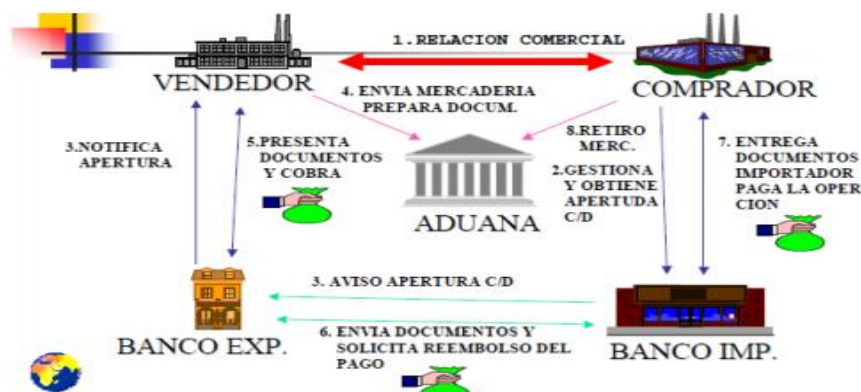 1.RELACION COMERCIAL
VENDEDOR
COMPRADOR
4. ENVIA MERCADERIA
PREPARA DOCUM.
3.NOTIFICA
APERTURA
5.PRESENTA
DOCUMENTOS
Y COBRA
8.RETIRO
MERC.
2.GESTIONA
Y OBTIENE
APERTUDA
C/D
7. ENTREGA
DOCUMENTOS
IMPORTADOR
PAGA LA OPER
CION
ADUANA
3. AVISO APERTURA C/D
BANCO EXP.
6. ENVIA DOCUMENTOS Y
SOLICITA REEMBOLSO DEL
PAGO
BANCO IMP.